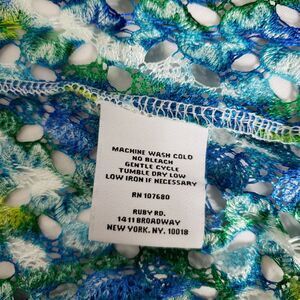 MACHINE WASH COLD
NO BLEACH
GENTLE CYCLE
TUMBLE DRY LOW
LOW IRON IF NECESSARY
RN 107680
RUBY RD.
1411 BROADWAY
NEW YORK, NY. 10018